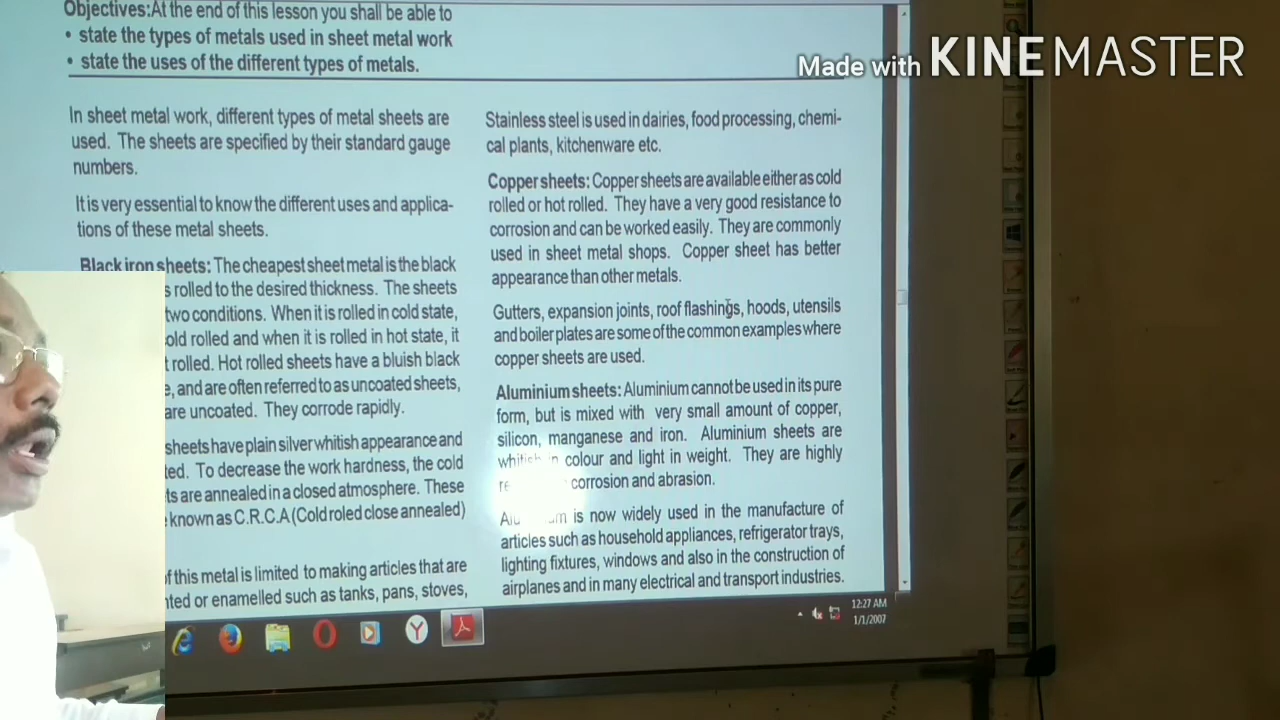 Objectives:At the end of this lesson you shall be able to
• state the types of metals used in sheet metal work
• state the uses of the different types of metals.
Made with KINEMASTER
In sheet metal work, different types of metal sheets are
used. The sheets are specified by their standard gauge
numbers.
It is very essential to know the different uses and applica-
tions of these metal sheets.
Black iron sheets: The cheapest sheet metal is the black
rolled to the desired thickness. The sheets
two conditions. When it is rolled in cold state,
rolled and when it is rolled in hot state, it
rolled. Hot rolled sheets have a bluish black
, and are often referred to as uncoated sheets,
are uncoated. They corrode rapidly.
sheets have plain silver whitish appearance and
To decrease the work hardness, the cold
are annealed in a closed atmosphere. These
known as C.R.C.A (Cold roled close annealed)
of this metal is limited to making articles that are
or enamelled such as tanks, pans, stoves,
Stainless steel is used in dairies, food processing, chemi-
cal plants, kitchenware etc.
Copper sheets: Copper sheets are available either as cold
rolled or hot rolled. They have a very good resistance to
corrosion and can be worked easily. They are commonly
used in sheet metal shops. Copper sheet has better
appearance than other metals.
Gutters, expansion joints, roof flashings, hoods, utensils
and boiler plates are some of the common examples where
copper sheets are used.
Aluminium sheets: Aluminium cannot be used in its pure
form, but is mixed with very small amount of copper,
silicon, manganese and iron. Aluminium sheets are
whitish in colour and light in weight. They are highly
corrosion and abrasion.
is now widely used in the manufacture of
articles such as household appliances, refrigerator trays,
lighting fixtures, windows and also in the construction of
airplanes and in many electrical and transport industries.
12:27 AM
1/1/2007